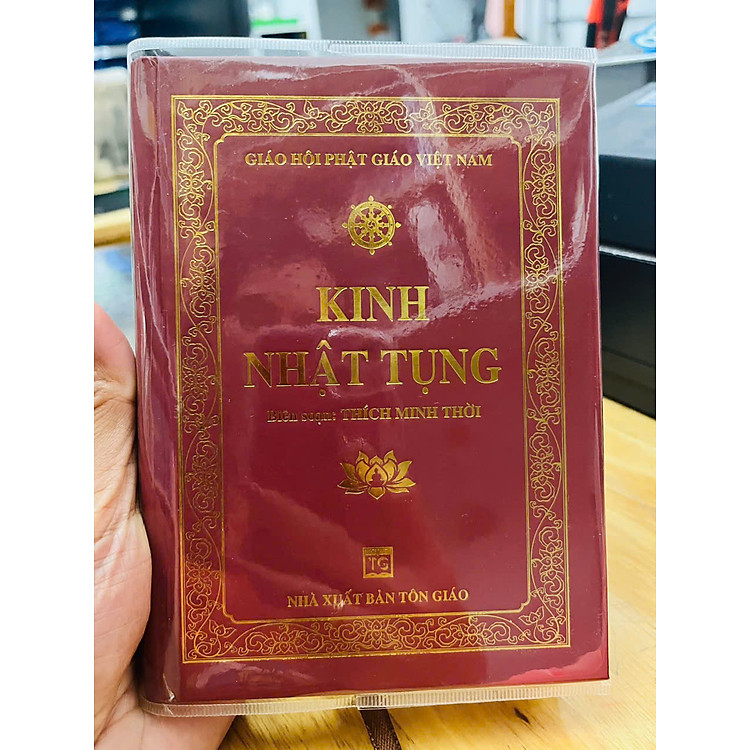 GIÁO HỘI PHẬT GIÁO VIỆT NAM
KINH
NHẬT TỤNG
Biên soạn: THÍCH MINH THỜI
TG
NHÀ XUẤT BẢN TÔN GIÁO